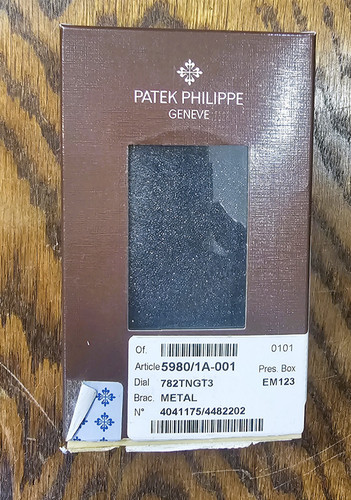 PATEK PHILIPPE
GENEVE
Of. 0101
Article 5980/1A-001 Pres. Box
Dial 782TNGT3 EM123
Brac. METAL
N° 4041175/4482202